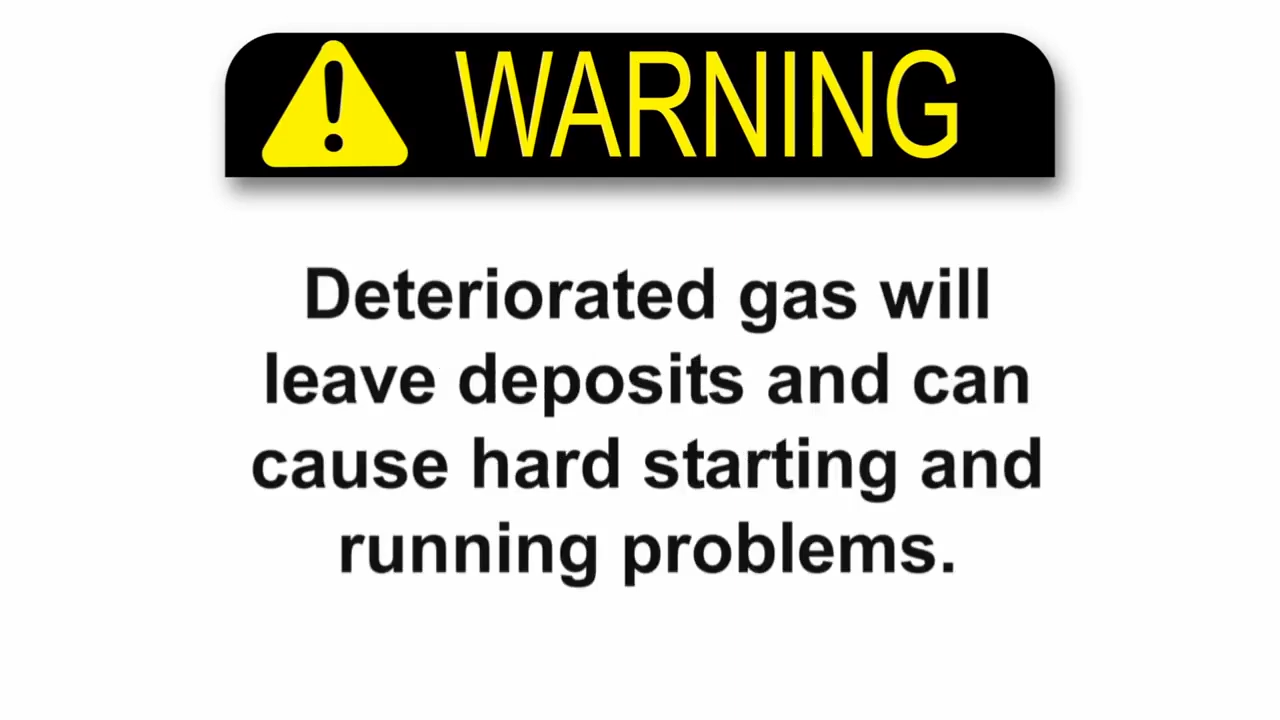 WARNING
Deteriorated gas will
leave deposits and can
cause hard starting and
running problems.